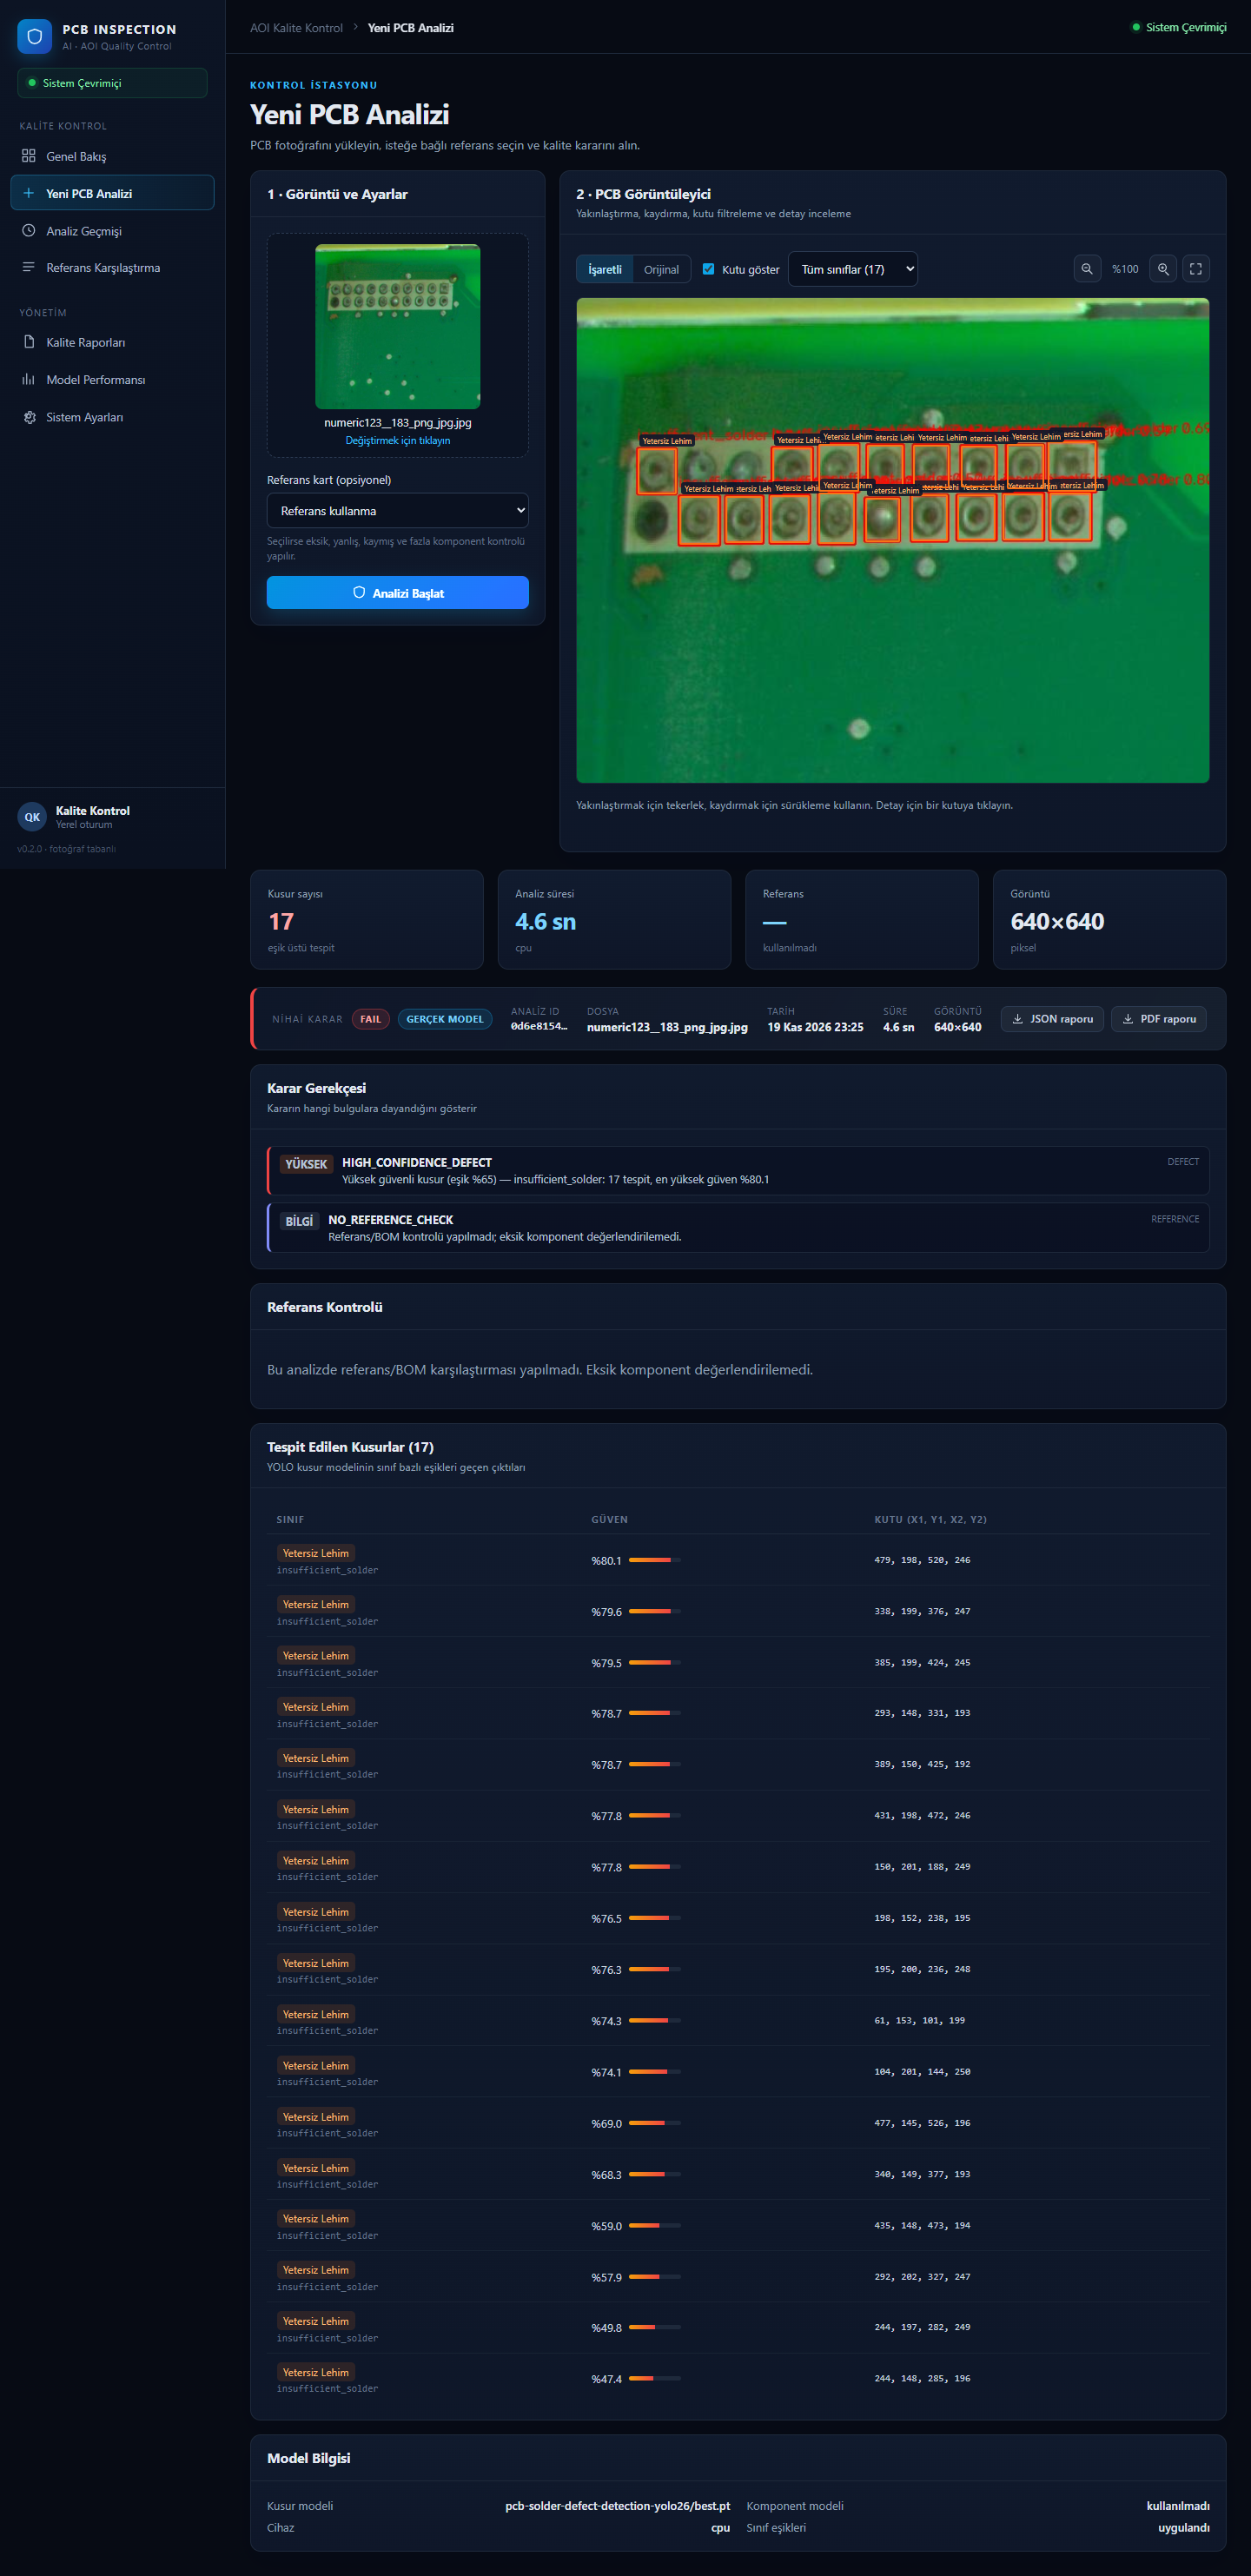 PCB INSPECTION
AI · AOI Quality Control
Sistem Çevrimiçi
KALİTE KONTROL
Genel Bakış
Yeni PCB Analizi
Analiz Geçmişi
Referans Karşılaştırma
YÖNETİM
Kalite Raporları
Model Performansı
Sistem Ayarları
QK
Kalite Kontrol
Yerel oturum
v0.2.0 · fotoğraf tabanlı
AOI Kalite Kontrol > Yeni PCB Analizi
Sistem Çevrimiçi
KONTROL İSTASYONU
Yeni PCB Analizi
PCB fotoğrafını yükleyin, isteğe bağlı referans seçin ve kalite kararını alın.
1 · Görüntü ve Ayarlar
numeric123__183_png_jpg.jpg
Değiştirmek için tıklayın
Referans kart (opsiyonel)
Referans kullanma
Seçilirse eksik, yanlış, kaymış ve fazla komponent kontrolü
yapılır.
Analizi Başlat
2 · PCB Görüntüleyici
Yakınlaştırma, kaydırma, kutu filtreleme ve detay inceleme
İşaretli Orijinal Kutu göster Tüm sınıflar (17) %100
Yetersiz Lehim Yetersiz Lehim Yetersiz Lehim Yetersiz Lehim
Yetersiz Lehim Yetersiz Lehim Yetersiz Lehim
Yakınlaştırmak için tekerlek, kaydırmak için sürükleme kullanın. Detay için bir kutuya tıklayın.
Kusur sayısı
17
eşik üstü tespit
Analiz süresi
4.6 sn
cpu
Referans
—
kullanılmadı
Görüntü
640×640
piksel
NİHAİ KARAR FAIL GERÇEK MODEL
ANALİZ ID
0d6e8154…
DOSYA
numeric123__183_png_jpg.jpg
TARİH
19 Kas 2026 23:25
SÜRE
4.6 sn
GÖRÜNTÜ
640×640
JSON raporu
PDF raporu
Karar Gerekçesi
Kararın hangi bulgulara dayandığını gösterir
YÜKSEK HIGH_CONFIDENCE_DEFECT DEFECT
Yüksek güvenli kusur (eşik %65) — insufficient_solder: 17 tespit, en yüksek güven %80.1
BİLGİ NO_REFERENCE_CHECK REFERENCE
Referans/BOM kontrolü yapılmadı; eksik komponent değerlendirilemedi.
Referans Kontrolü
Bu analizde referans/BOM karşılaştırması yapılmadı. Eksik komponent değerlendirilemedi.
Tespit Edilen Kusurlar (17)
YOLO kusur modelinin sınıf bazlı eşikleri geçen çıktıları
SINIF GÜVEN KUTU (X1, Y1, X2, Y2)
Yetersiz Lehim
insufficient_solder
%80.1 479, 198, 520, 246
Yetersiz Lehim
insufficient_solder
%79.6 338, 199, 376, 247
Yetersiz Lehim
insufficient_solder
%79.5 385, 199, 424, 245
Yetersiz Lehim
insufficient_solder
%78.7 293, 148, 331, 193
Yetersiz Lehim
insufficient_solder
%78.7 389, 150, 425, 192
Yetersiz Lehim
insufficient_solder
%77.8 431, 198, 472, 246
Yetersiz Lehim
insufficient_solder
%77.8 150, 201, 188, 249
Yetersiz Lehim
insufficient_solder
%76.5 198, 152, 238, 195
Yetersiz Lehim
insufficient_solder
%76.3 195, 200, 236, 248
Yetersiz Lehim
insufficient_solder
%74.3 61, 153, 101, 199
Yetersiz Lehim
insufficient_solder
%74.1 104, 201, 144, 250
Yetersiz Lehim
insufficient_solder
%69.0 477, 145, 526, 196
Yetersiz Lehim
insufficient_solder
%68.3 340, 149, 377, 193
Yetersiz Lehim
insufficient_solder
%59.0 435, 148, 473, 194
Yetersiz Lehim
insufficient_solder
%57.9 292, 202, 327, 247
Yetersiz Lehim
insufficient_solder
%49.8 244, 197, 282, 249
Yetersiz Lehim
insufficient_solder
%47.4 244, 148, 285, 196
Model Bilgisi
Kusur modeli pcb-solder-defect-detection-yolo26/best.pt Komponent modeli kullanılmadı
Cihaz cpu Sınıf eşikleri uygulandı